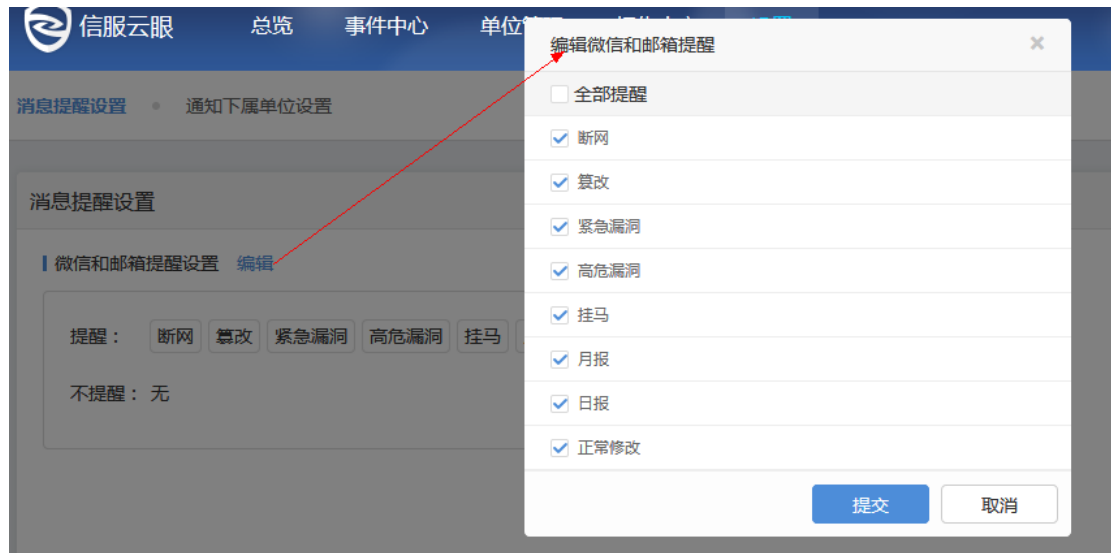 信服云眼 总览 事件中心 单位
消息提醒设置 通知下属单位设置
消息提醒设置
微信和邮箱提醒设置 编辑
提醒： 断网 篡改 紧急漏洞 高危漏洞 挂马
不提醒：无
编辑微信和邮箱提醒 ×
全部提醒
断网
篡改
紧急漏洞
高危漏洞
挂马
月报
日报
正常修改
提交 取消